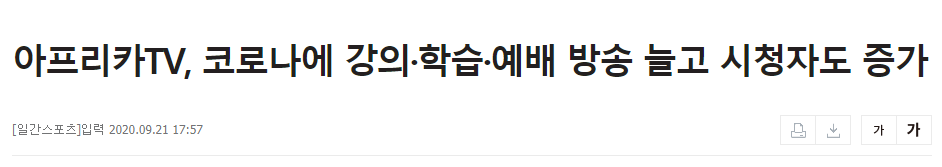 아프리카TV, 코로나에 강의·학습·예배 방송 늘고 시청자도 증가
[일간스포츠]입력 2020.09.21 17:57
가 가